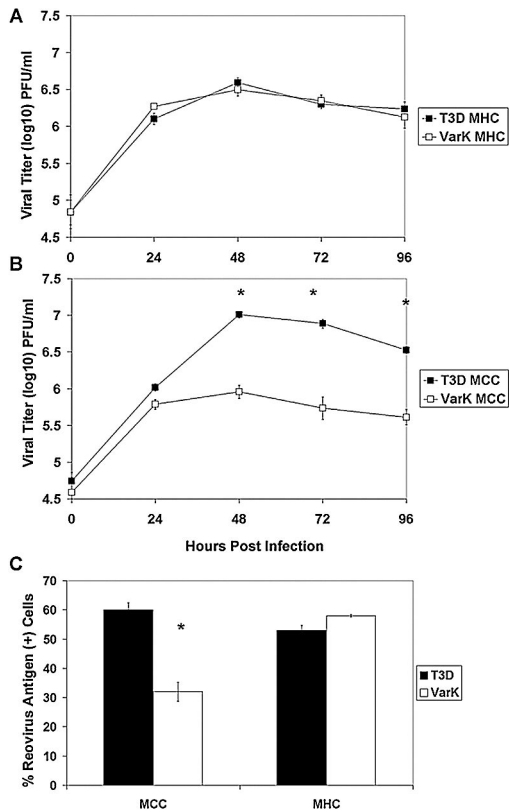 A
7.5
7
6.5
6
5.5
5
4.5
Viral Titer (log10) PFU/ml
0 24 48 72 96
T3D MHC
VarK MHC
B
7.5
7
6.5
6
5.5
5
4.5
Viral Titer (log10) PFU/ml
* * *
0 24 48 72 96
Hours Post Infection
T3D MCC
VarK MCC
C
70
60
50
40
30
20
10
0
% Reovirus Antigen (+) Cells
*
MCC MHC
T3D
VarK